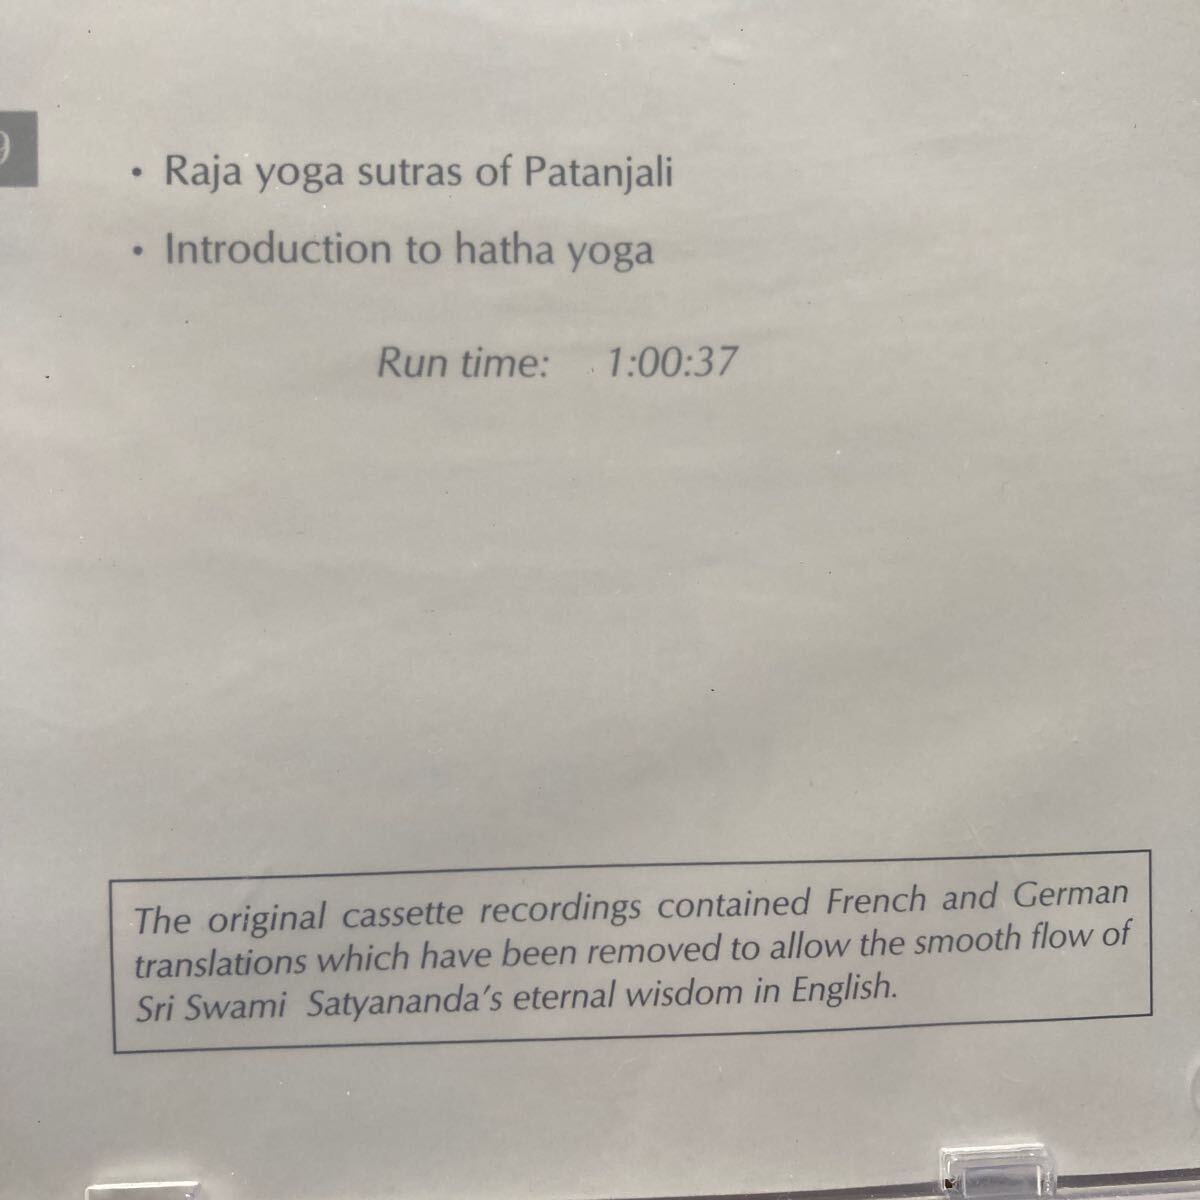 9
• Raja yoga sutras of Patanjali
• Introduction to hatha yoga
Run time: 1:00:37
The original cassette recordings contained French and German
translations which have been removed to allow the smooth flow of
Sri Swami Satyananda's eternal wisdom in English.